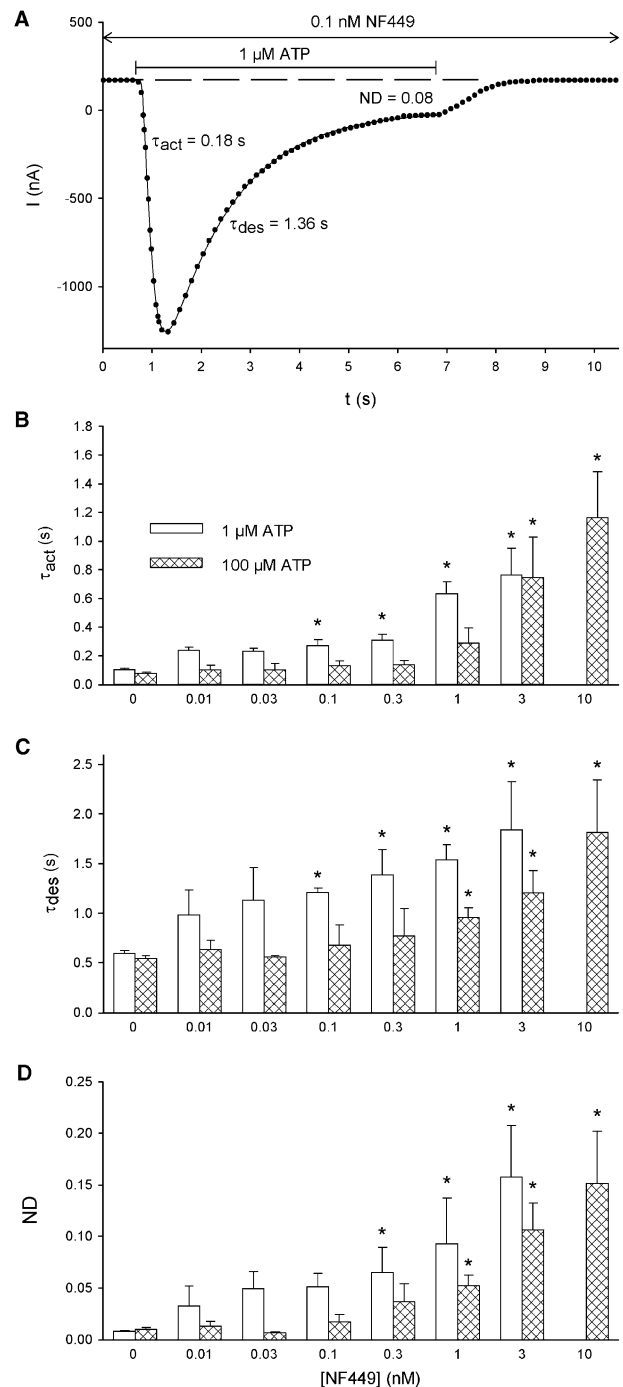 A
0.1 nM NF449
1 µM ATP
ND = 0.08
τact = 0.18 s
τdes = 1.36 s
I (nA)
500
0
-500
-1000
0 1 2 3 4 5 6 7 8 9 10
t (s)
B
τact (s)
1.8
1.6
1.4
1.2
1.0
0.8
0.6
0.4
0.2
0.0
1 µM ATP
100 µM ATP
* * * * * *
0 0.01 0.03 0.1 0.3 1 3 10
C
τdes (s)
2.5
2.0
1.5
1.0
0.5
0.0
* * * * * * *
0 0.01 0.03 0.1 0.3 1 3 10
D
ND
0.25
0.20
0.15
0.10
0.05
0.00
* * * * * *
0 0.01 0.03 0.1 0.3 1 3 10
[NF449] (nM)